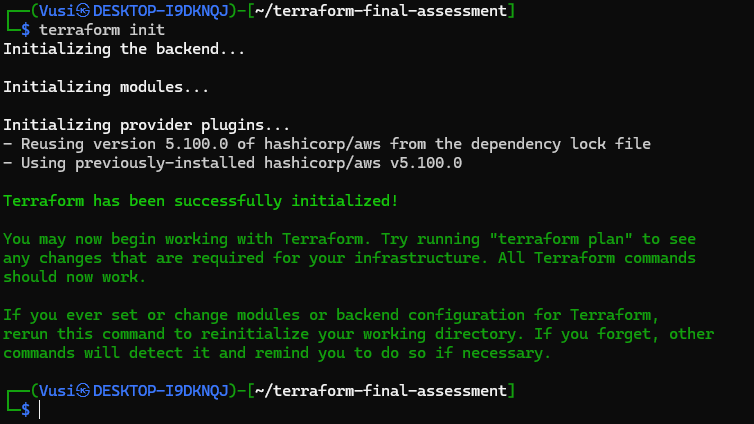 ┌──(Vusi㉿DESKTOP-I9DKNQJ)-[~/terraform-final-assessment]
└─$ terraform init
Initializing the backend...
Initializing modules...
Initializing provider plugins...
- Reusing version 5.100.0 of hashicorp/aws from the dependency lock file
- Using previously-installed hashicorp/aws v5.100.0
Terraform has been successfully initialized!
You may now begin working with Terraform. Try running "terraform plan" to see
any changes that are required for your infrastructure. All Terraform commands
should now work.
If you ever set or change modules or backend configuration for Terraform,
rerun this command to reinitialize your working directory. If you forget, other
commands will detect it and remind you to do so if necessary.
┌──(Vusi㉿DESKTOP-I9DKNQJ)-[~/terraform-final-assessment]
└─$